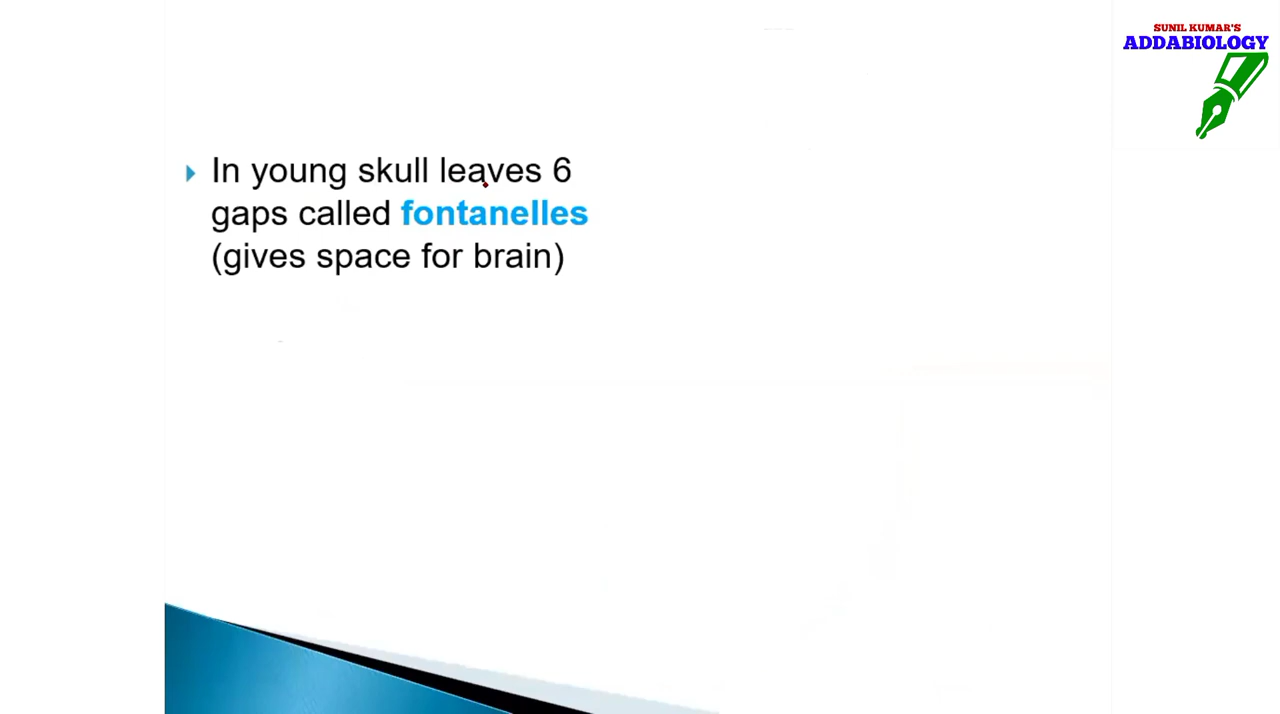 SUNIL KUMAR'S
ADDABIOLOGY
In young skull leaves 6
gaps called fontanelles
(gives space for brain)